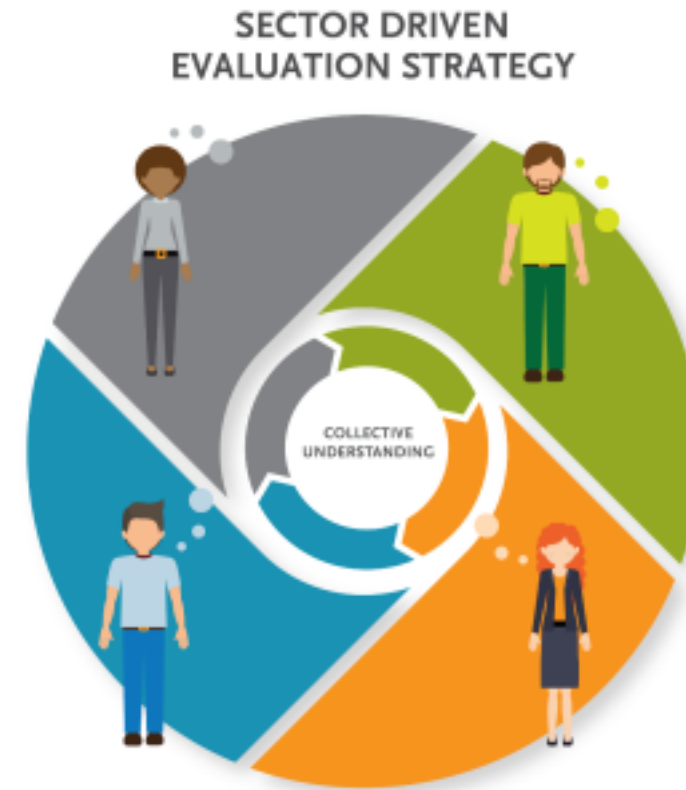 SECTOR DRIVEN
EVALUATION STRATEGY
COLLECTIVE
UNDERSTANDING